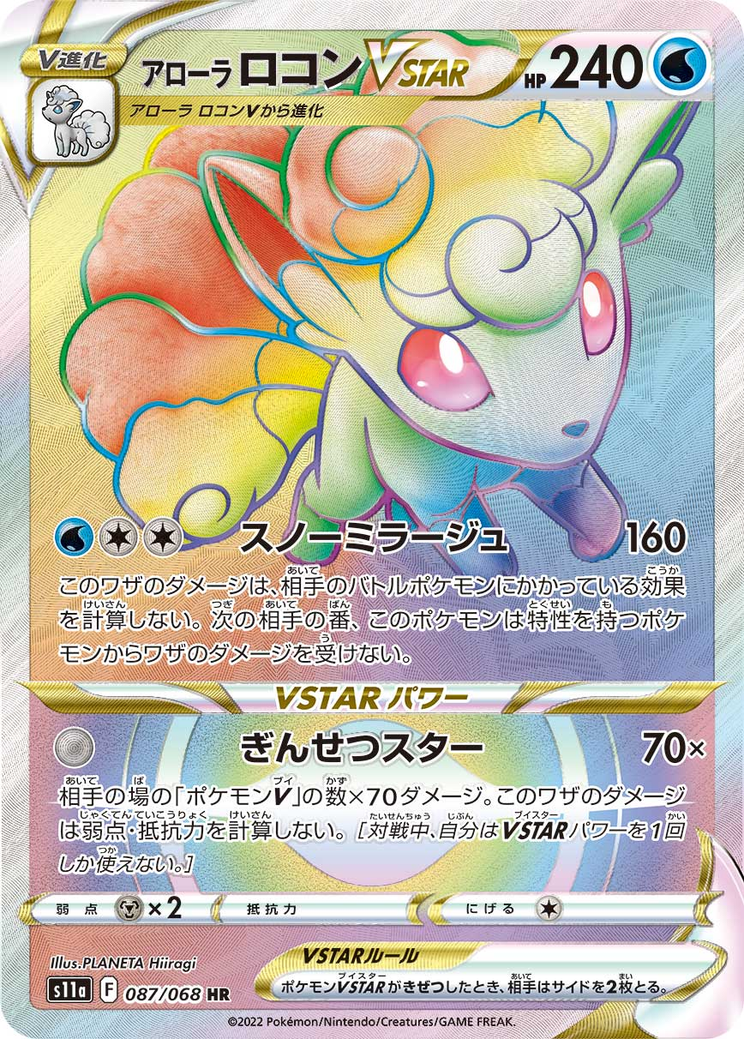 V進化
アローラ ロコンVSTAR HP240
アローラ ロコンVから進化
スノーミラージュ 160
このワザのダメージは、相手のバトルポケモンにかかっている効果
を計算しない。次の相手の番、このポケモンは特性を持つポケ
モンからワザのダメージを受けない。
VSTARパワー
ぎんせつスター 70×
相手の場の「ポケモンV」の数×70ダメージ。このワザのダメージ
は弱点・抵抗力を計算しない。[対戦中、自分はVSTARパワーを1回
しか使えない。]
弱点 ×2 抵抗力 にげる
Illus.PLANETA Hiiragi
VSTARルール
s11a F 087/068 HR
ポケモンVSTARがきぜつしたとき、相手はサイドを2枚とる。
©2022 Pokémon/Nintendo/Creatures/GAME FREAK.